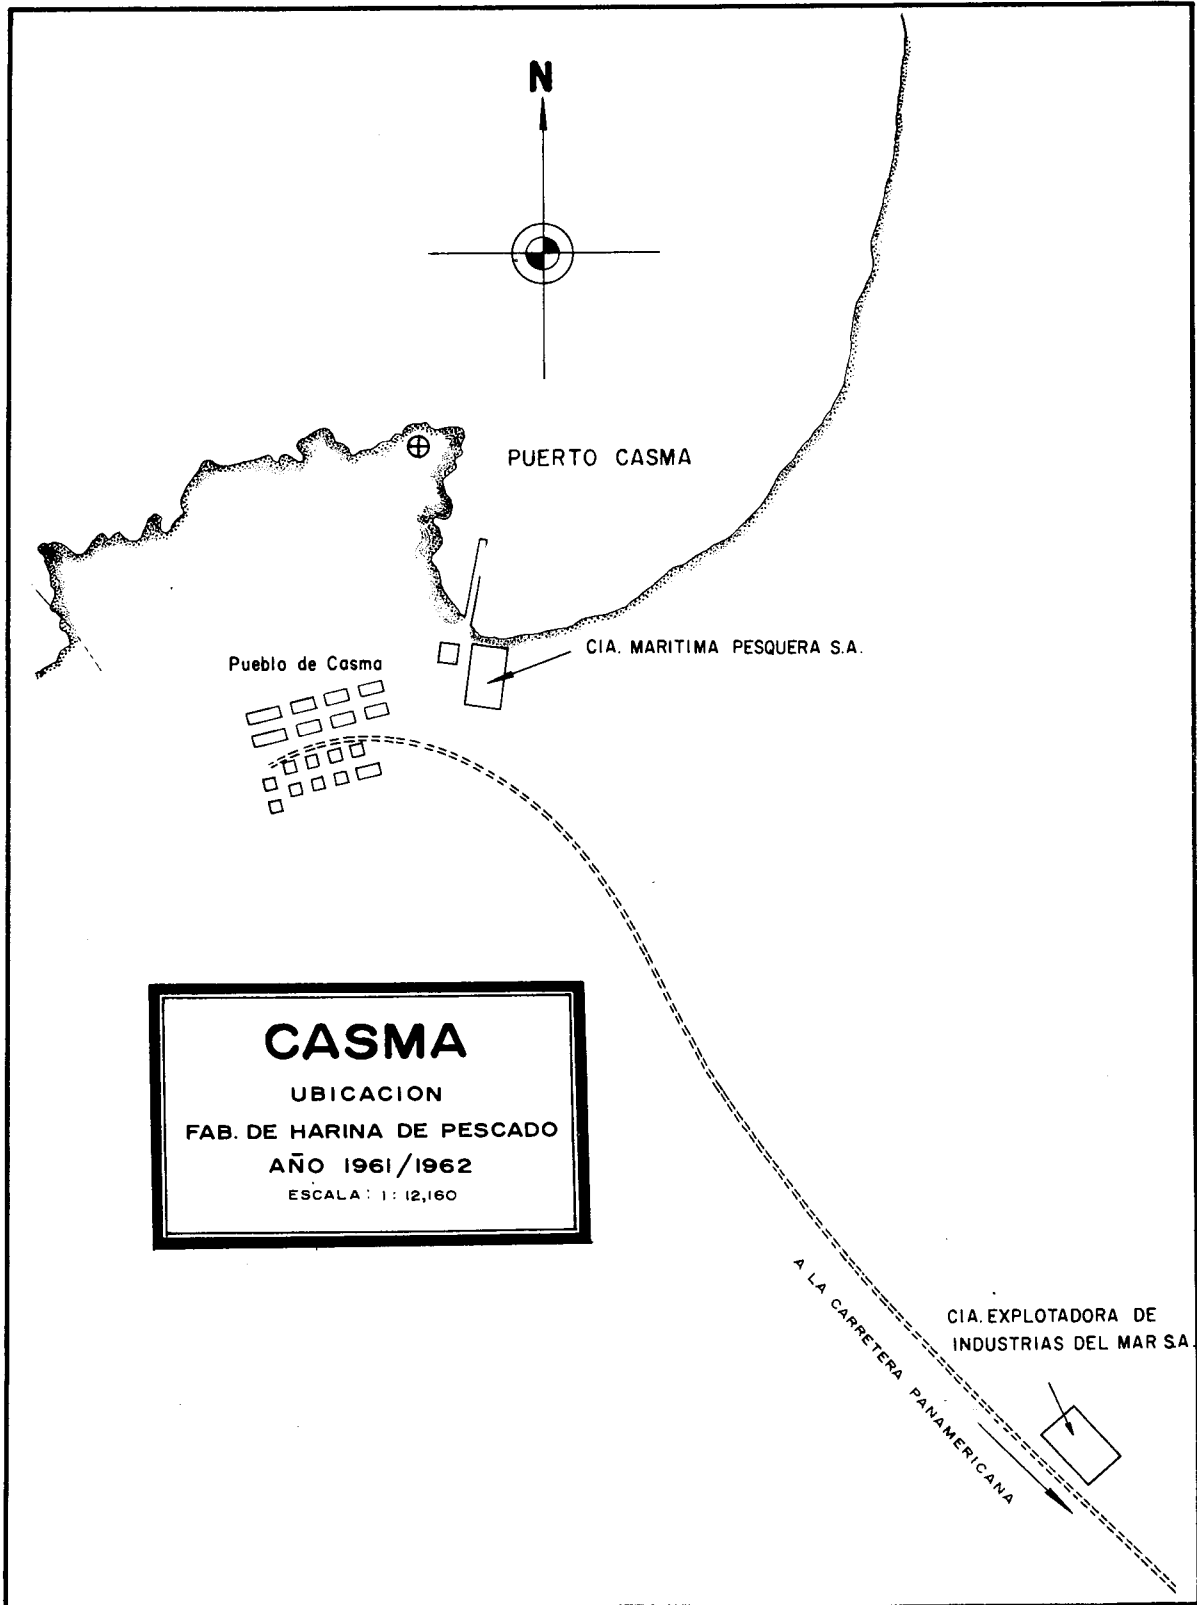 N
PUERTO CASMA
CIA. MARITIMA PESQUERA S.A.
Pueblo de Casma
CASMA
UBICACION
FAB. DE HARINA DE PESCADO
AÑO 1961/1962
ESCALA: 1:12,160
A LA CARRETERA PANAMERICANA
CIA. EXPLOTADORA DE
INDUSTRIAS DEL MAR S.A.